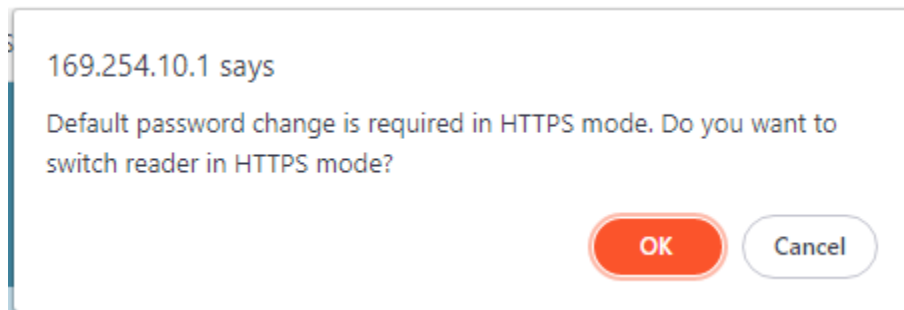 169.254.10.1 says
Default password change is required in HTTPS mode. Do you want to
switch reader in HTTPS mode?
OK Cancel